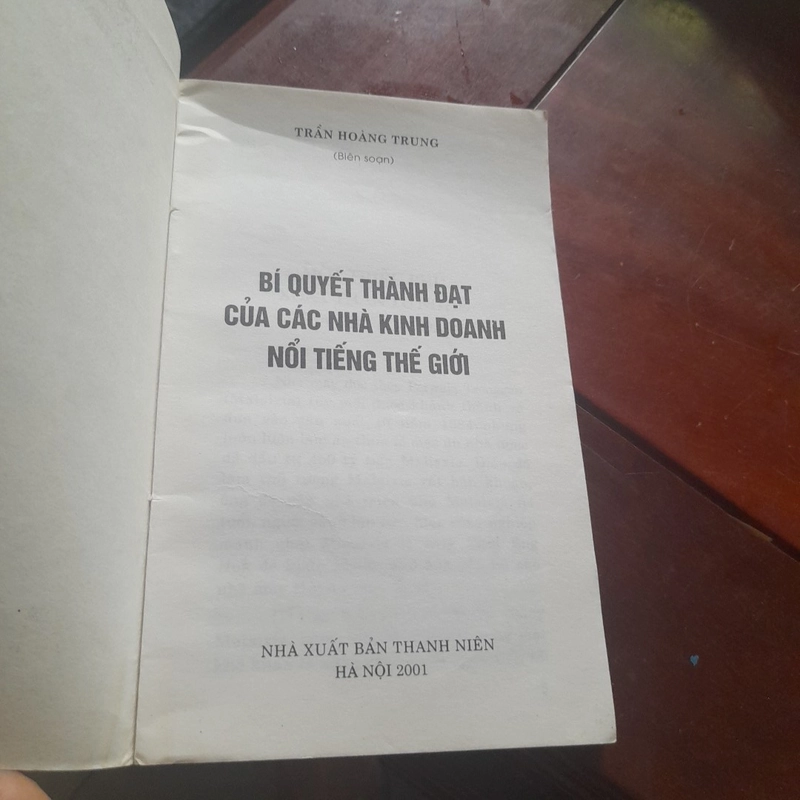 TRẦN HOÀNG TRUNG
(Biên soạn)
BÍ QUYẾT THÀNH ĐẠT
CỦA CÁC NHÀ KINH DOANH
NỔI TIẾNG THẾ GIỚI
NHÀ XUẤT BẢN THANH NIÊN
HÀ NỘI 2001